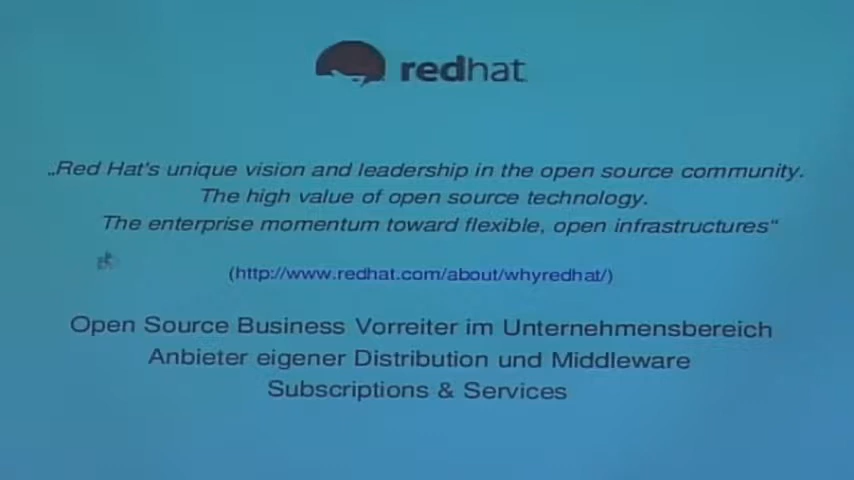 redhat
„Red Hat's unique vision and leadership in the open source community.
The high value of open source technology.
The enterprise momentum toward flexible, open infrastructures“
(http://www.redhat.com/about/whyredhat/)
Open Source Business Vorreiter im Unternehmensbereich
Anbieter eigener Distribution und Middleware
Subscriptions & Services